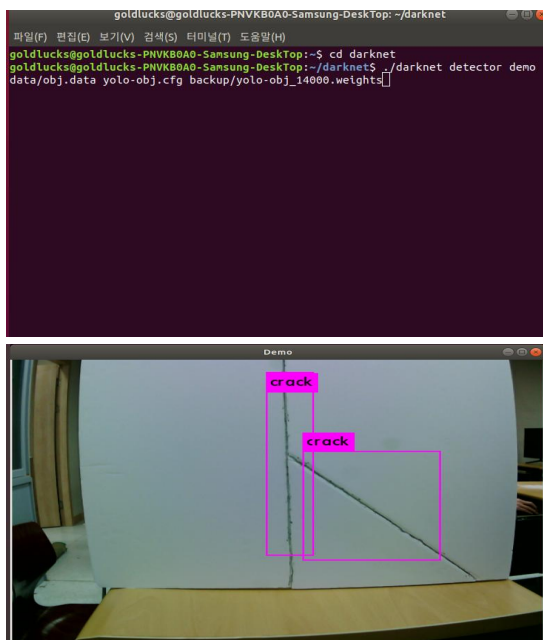 goldlucks@goldlucks-PNVKB0A0-Samsung-DeskTop: ~/darknet
파일(F) 편집(E) 보기(V) 검색(S) 터미널(T) 도움말(H)
goldlucks@goldlucks-PNVKB0A0-Samsung-DeskTop:~$ cd darknet
goldlucks@goldlucks-PNVKB0A0-Samsung-DeskTop:~/darknet$ ./darknet detector demo
data/obj.data yolo-obj.cfg backup/yolo-obj_14000.weights
Demo
crack
crack